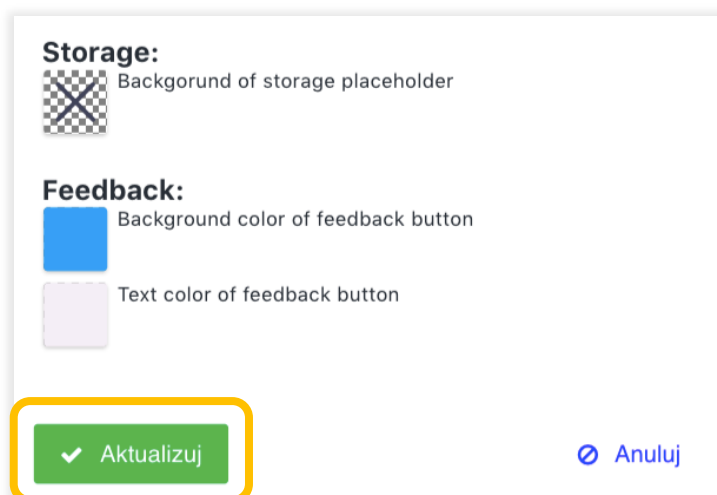 Storage:
Backgorund of storage placeholder
Feedback:
Background color of feedback button
Text color of feedback button
Aktualizuj
Anuluj